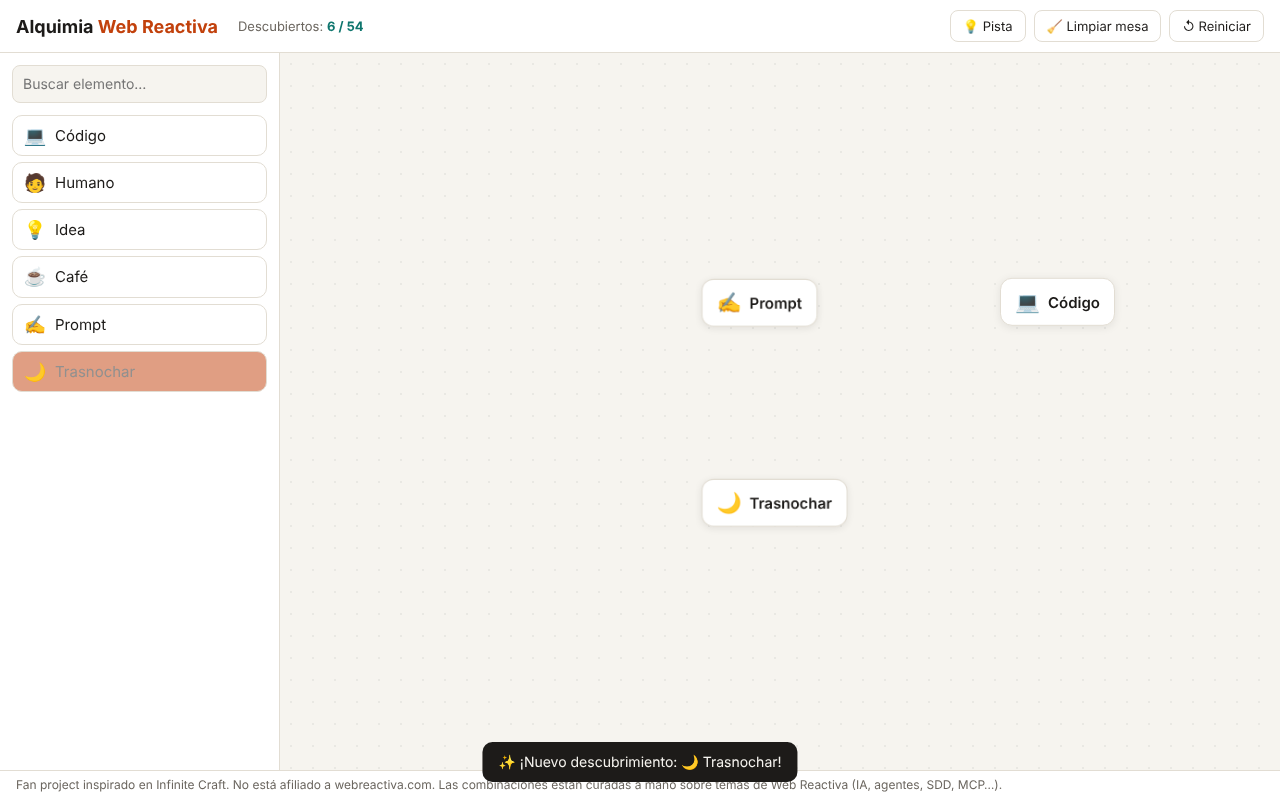 Alquimia Web Reactiva
Descubiertos: 6 / 54
Pista
Limpiar mesa
Reiniciar
Buscar elemento...
Código
Humano
Idea
Café
Prompt
Trasnochar
Prompt
Código
Trasnochar
¡Nuevo descubrimiento: Trasnochar!
Fan project inspirado en Infinite Craft. No está afiliado a webreactiva.com. Las combinaciones están curadas a mano sobre temas de Web Reactiva (IA, agentes, SDD, MCP...).